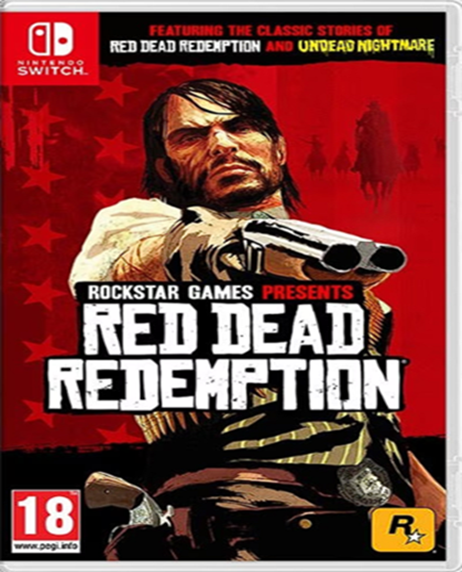 FEATURING THE CLASSIC STORIES OF
RED DEAD REDEMPTION AND UNDEAD NIGHTMARE
NINTENDO
SWITCH™
ROCKSTAR GAMES PRESENTS
RED DEAD
REDEMPTION
18
www.pegi.info
R